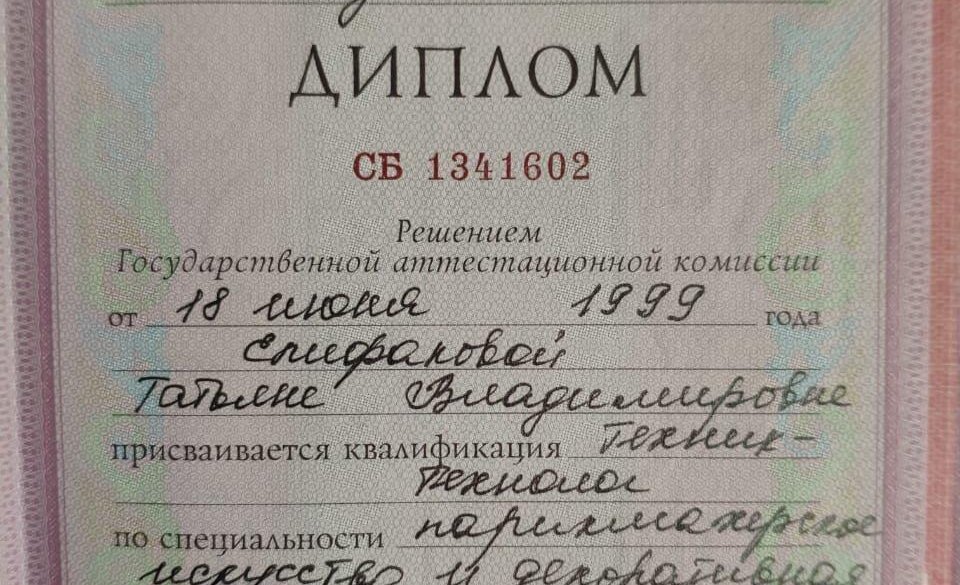 ДИПЛОМ
СБ 1341602
Решением
Государственной аттестационной комиссии
от 18 июня 1999 года
Епифановой
Татьяне Владимировне
присваивается квалификация Техник-
технолог
по специальности парикмахерское
искусство и декоративная